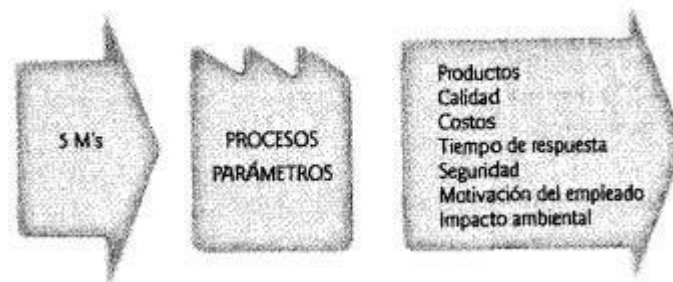 5 M's
PROCESOS
PARÁMETROS
Productos
Calidad
Costos
Tiempo de respuesta
Seguridad
Motivación del empleado
Impacto ambiental